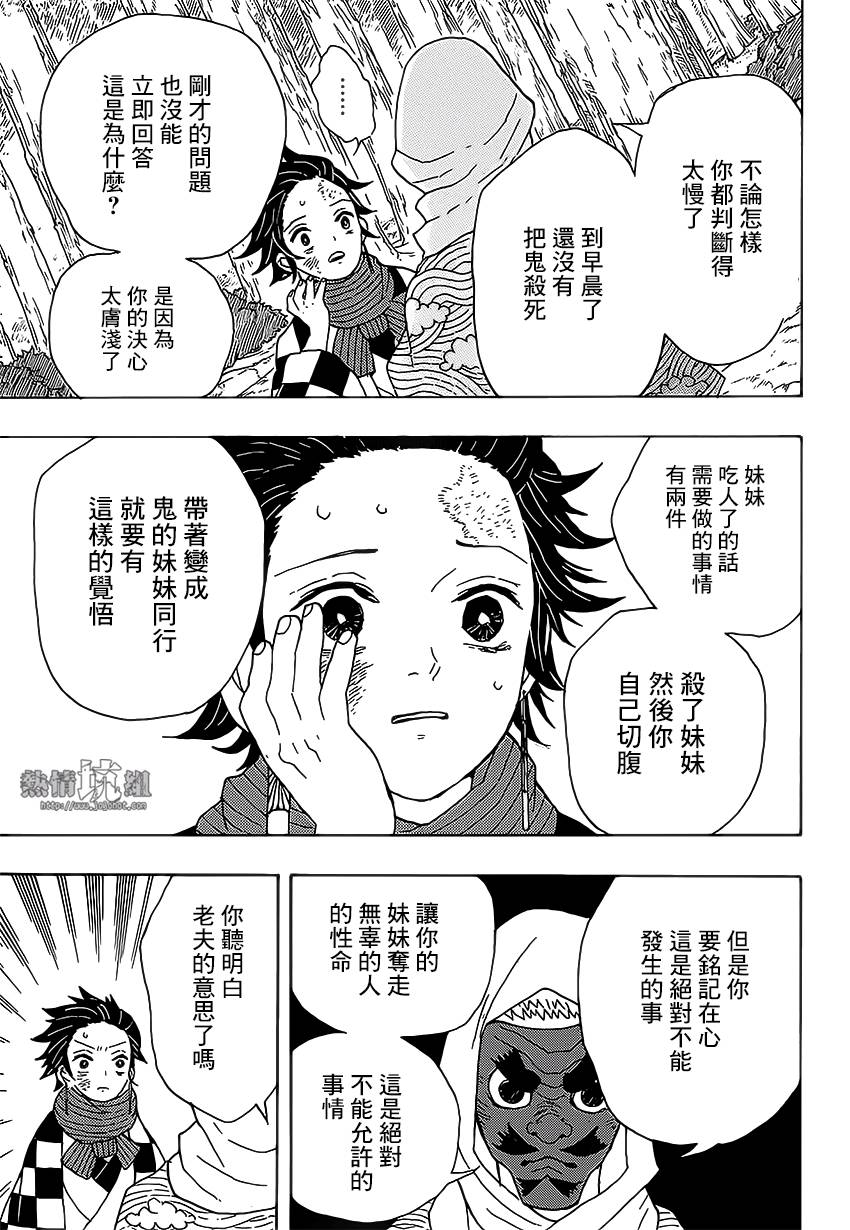 不論怎樣
你都判斷得
太慢了
到早晨了
還沒有
把鬼殺死
……
剛才的問題
也沒能
立即回答
這是為什麼？
是因為
你的決心
太膚淺了
妹妹
吃人了的話
需要做的事情
有兩件
殺了妹妹
然後你
自己切腹
帶著變成
鬼的妹妹同行
就要有
這樣的覺悟
但是你
要銘記在心
這是絕對不能
發生的事
讓你的
妹妹奪走
無辜的人
的性命
這是絕對
不能允許的
事情
你聽明白
老夫的意思了嗎
熱情坑組
http://www.jojohot.com